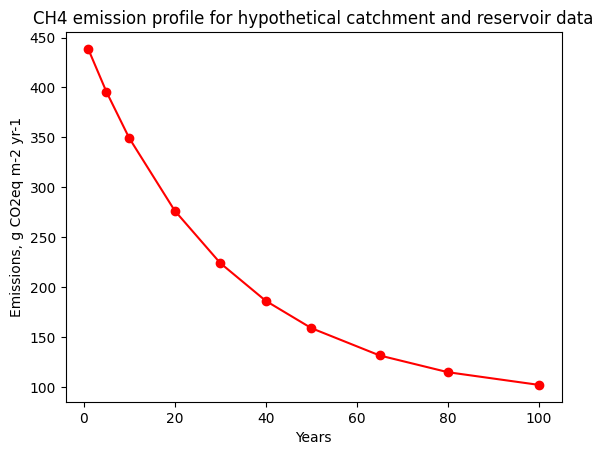 CH4 emission profile for hypothetical catchment and reservoir data
Emissions, g CO2eq m-2 yr-1
450
400
350
300
250
200
150
100
0 20 40 60 80 100
Years